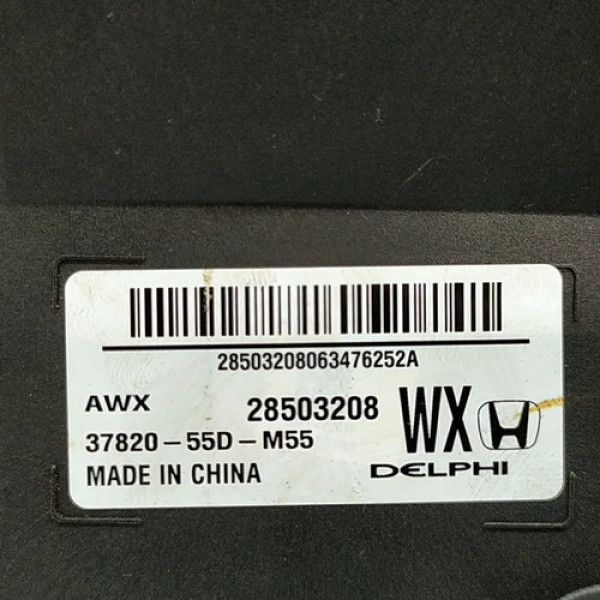 28503208063476252A
AWX 28503208 WX
37820-55D-M55
MADE IN CHINA DELPHI